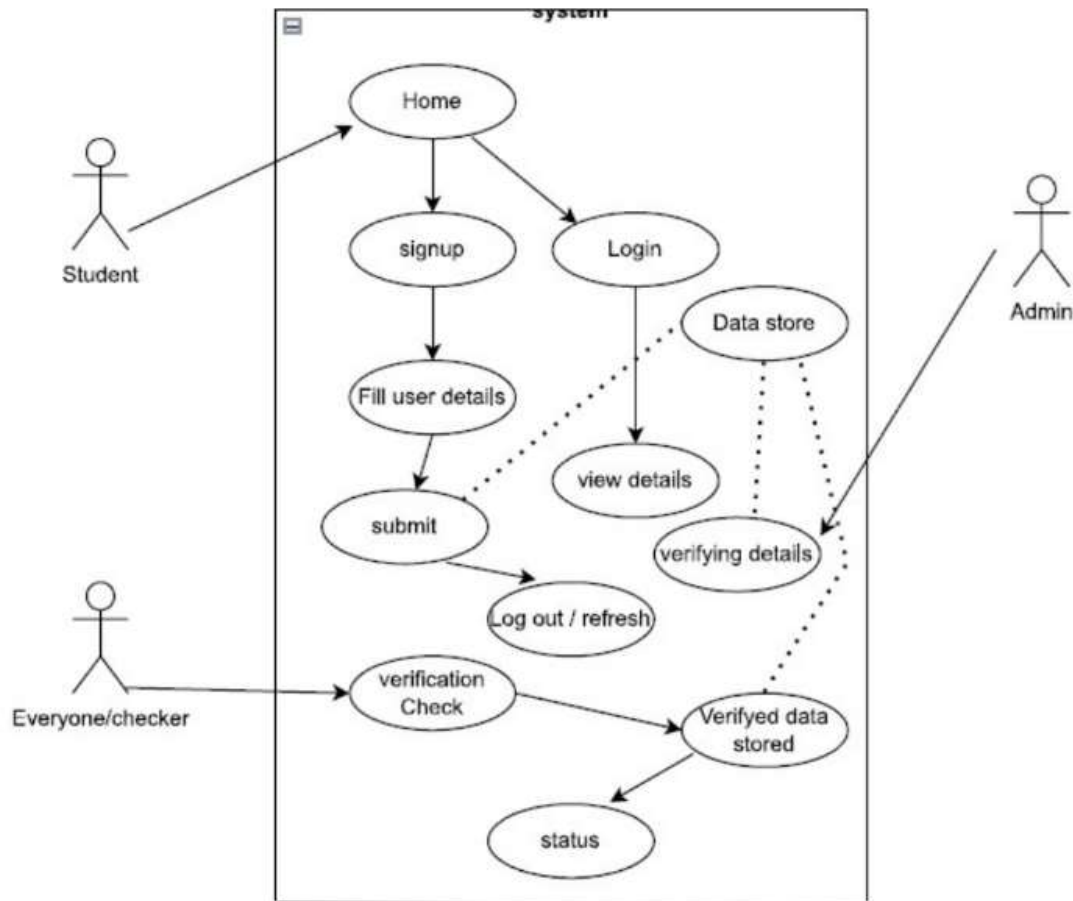 system
Home
Student
signup
Login
Admin
Data store
Fill user details
view details
submit
verifying details
Log out / refresh
Everyone/checker
verification
Check
Verifyed data
stored
status